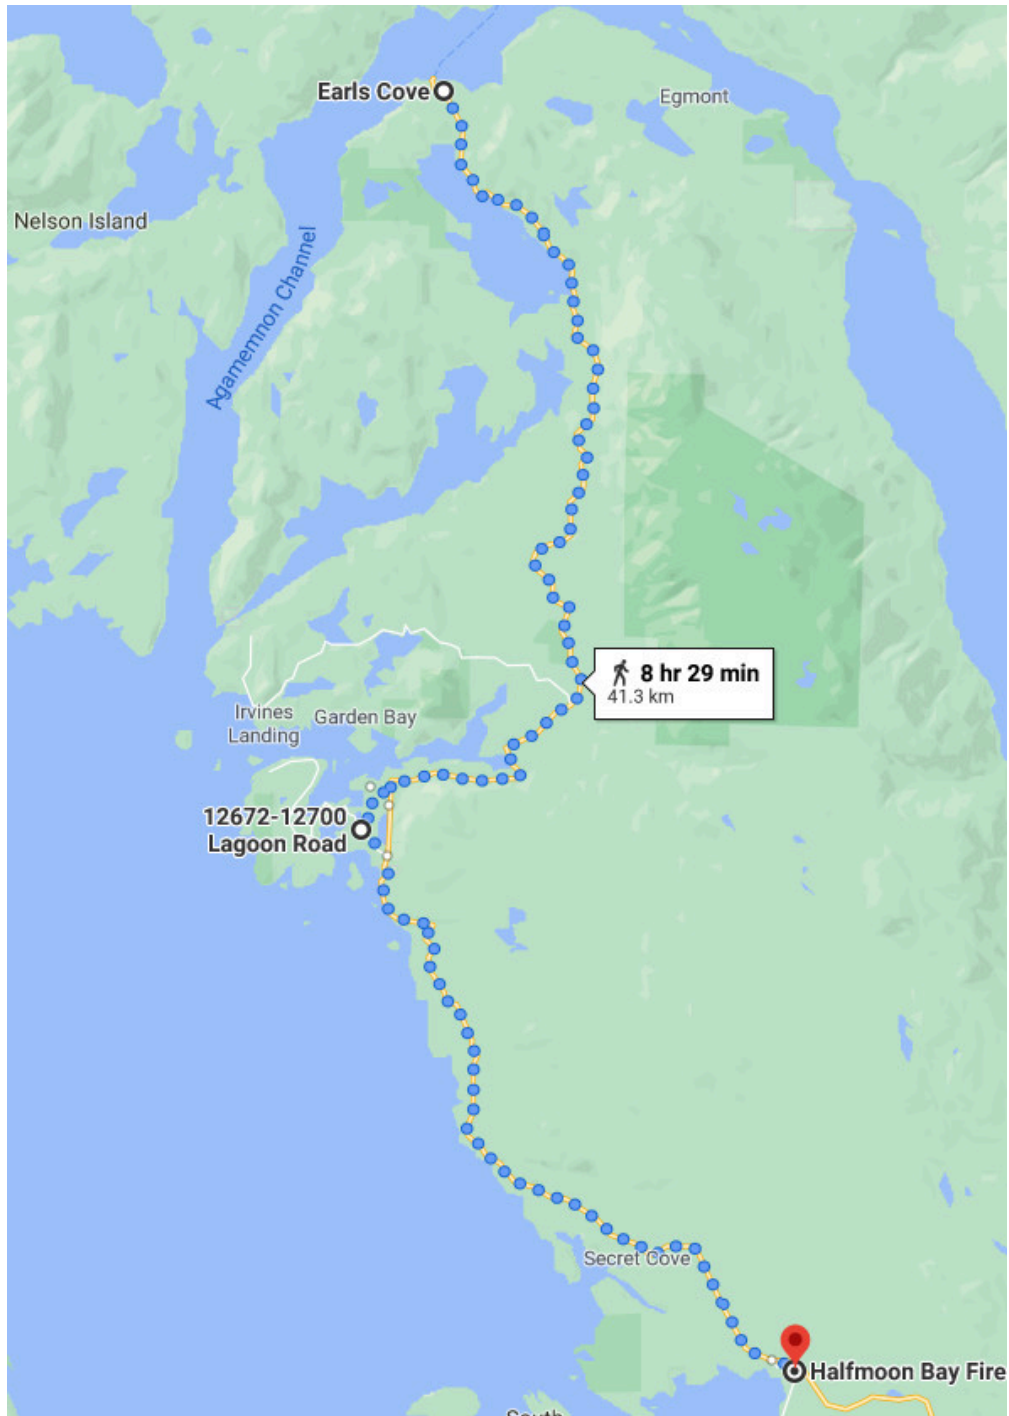 Earls Cove
Egmont
Nelson Island
Agamemnon Channel
8 hr 29 min
41.3 km
Irvines
Landing
Garden Bay
12672-12700
Lagoon Road
Secret Cove
Halfmoon Bay Fire
South